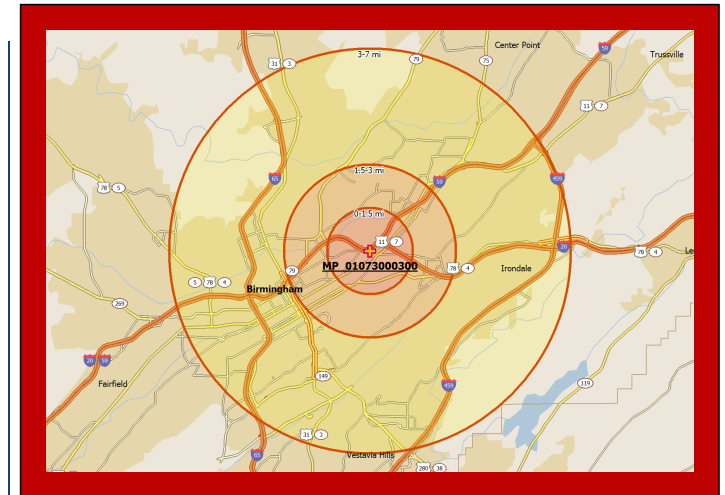 3-7 mi
Center Point
59
Trussville
31 3
79
75
11 7
78 5
65
1.5-3 mi
59
459
0-1.5 mi
11 7
20
78 4
Le
MP_01073000300
79
78 4
Irondale
5 78 4
Birmingham
269
20 59
149
459
119
Fairfield
31 3
65
Vestavia Hills
280 38